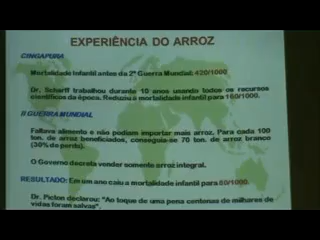 EXPERIÊNCIA DO ARROZ
CINGAPURA
Mortalidade Infantil antes da 2ª Guerra Mundial: 420/1000
Dr. Scharff trabalhou durante 10 anos usando todos os recursos
científicos da época. Reduziu a mortalidade infantil para 160/1000.
II GUERRA MUNDIAL
Faltava alimento e não podiam importar mais arroz. Para cada 100
ton. de arroz beneficiados, conseguia-se 70 ton. de arroz branco
(30% de perda).
O Governo decreta vender somente arroz integral.
RESULTADO: Em um ano caiu a mortalidade infantil para 80/1000.
Dr. Picton declarou: "Ao toque de uma pena centenas de milhares de
vidas foram salvas".